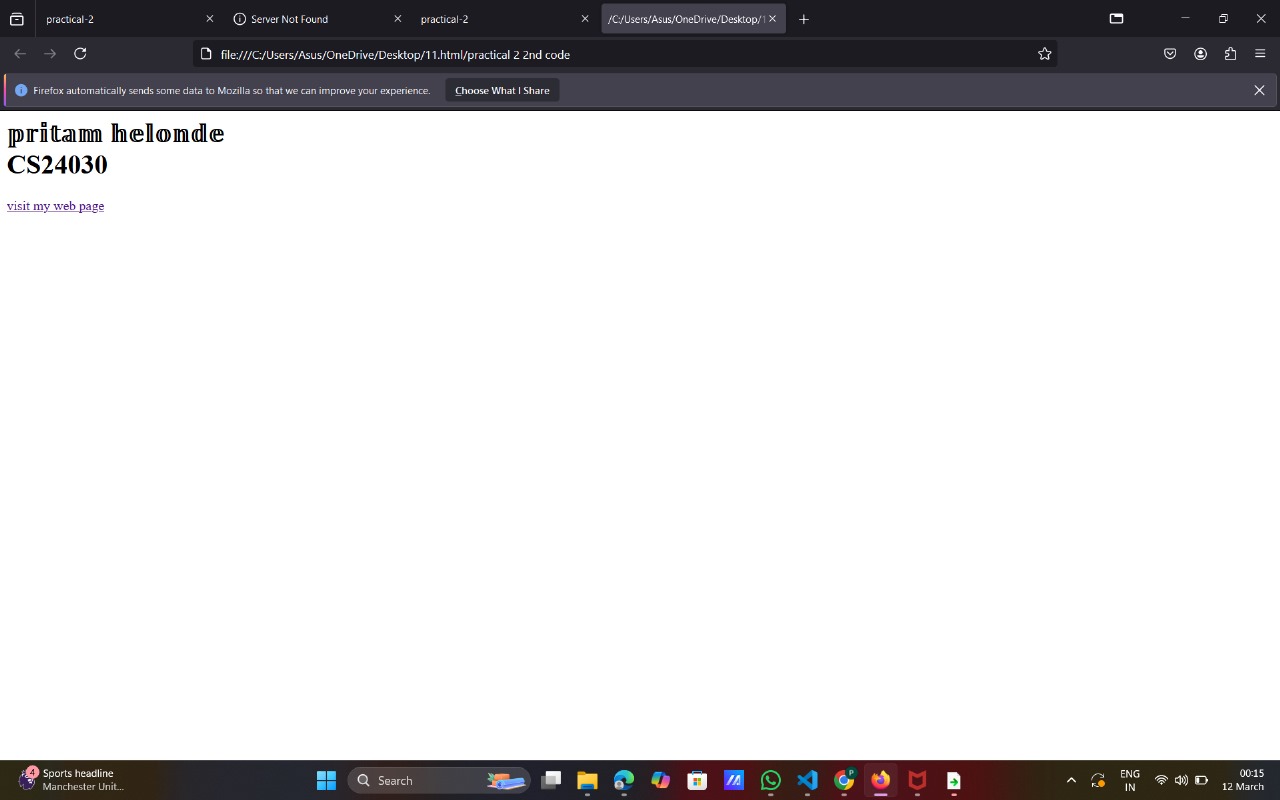 practical-2
Server Not Found
practical-2
/C:/Users/Asus/OneDrive/Desktop/1
file:///C:/Users/Asus/OneDrive/Desktop/11.html/practical 2 2nd code
Firefox automatically sends some data to Mozilla so that we can improve your experience.
Choose What I Share
𝕡𝕣𝕚𝕥𝕒𝕞 𝕙𝕖𝕝𝕠𝕟𝕕𝕖
CS24030
visit my web page
4
Sports headline
Manchester Unit...
Search
P
ENG
IN
00:15
12 March